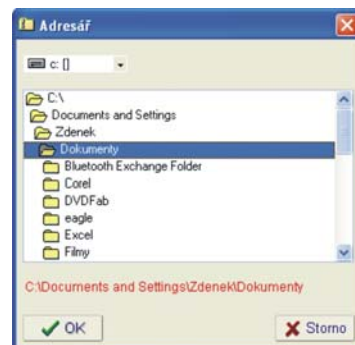 Adresář
c: []
C:\
Documents and Settings
Zdenek
Dokumenty
Bluetooth Exchange Folder
Corel
DVDFab
eagle
Excel
Filmy
C:\Documents and Settings\Zdenek\Dokumenty
OK
Storno